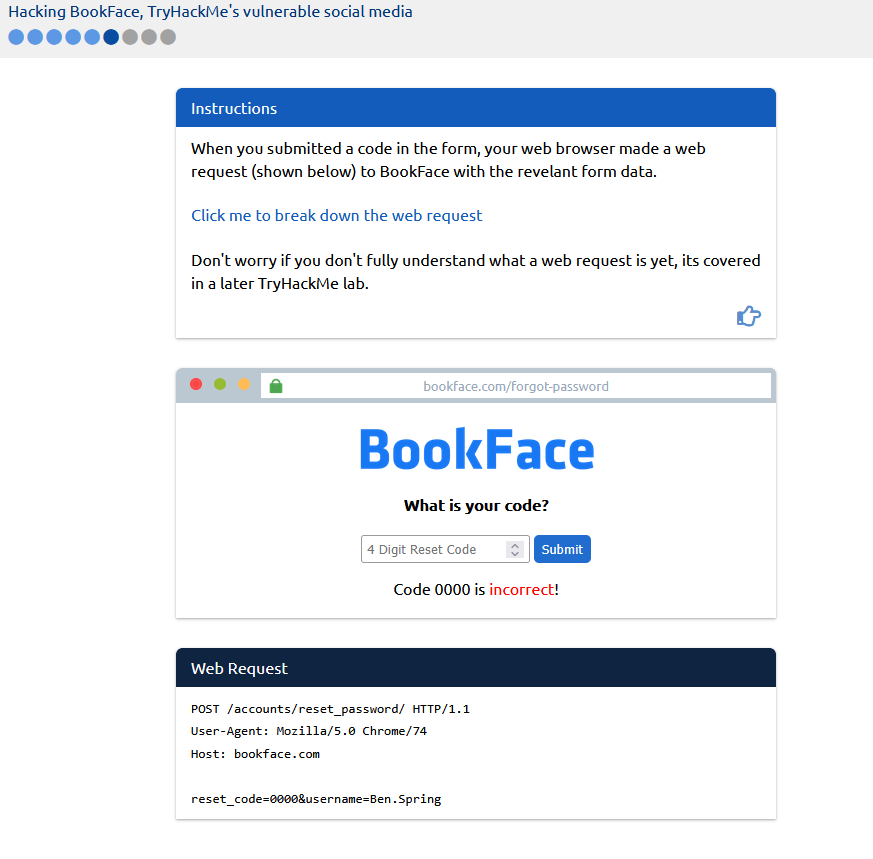 Hacking BookFace, TryHackMe's vulnerable social media
Instructions
When you submitted a code in the form, your web browser made a web
request (shown below) to BookFace with the revelant form data.
Click me to break down the web request
Don't worry if you don't fully understand what a web request is yet, its covered
in a later TryHackMe lab.
bookface.com/forgot-password
BookFace
What is your code?
4 Digit Reset Code
Submit
Code 0000 is incorrect!
Web Request
POST /accounts/reset_password/ HTTP/1.1
User-Agent: Mozilla/5.0 Chrome/74
Host: bookface.com
reset_code=0000&username=Ben.Spring